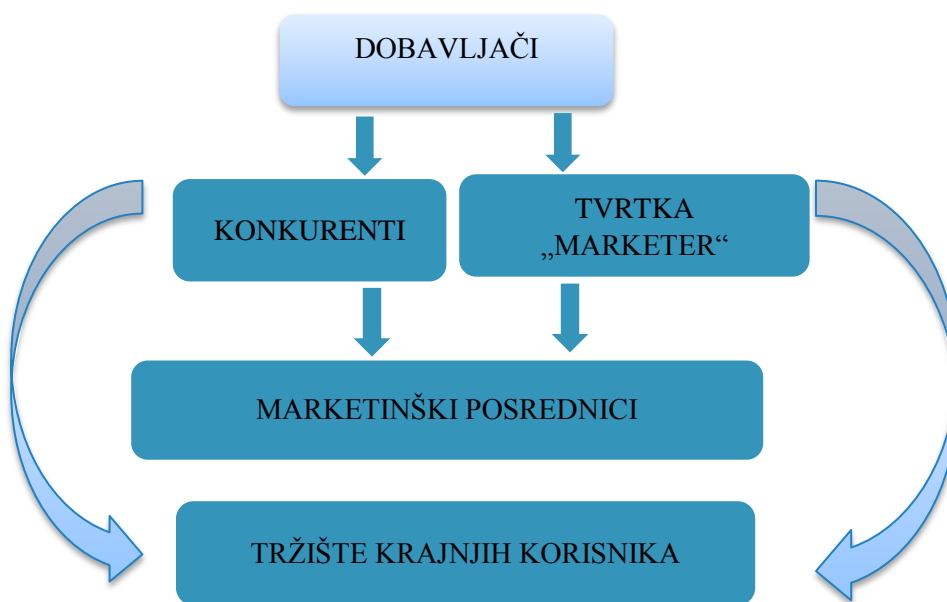 DOBAVLJAČI
KONKURENTI
TVRTKA
„MARKETER“
MARKETINŠKI POSREDNICI
TRŽIŠTE KRAJNJIH KORISNIKA